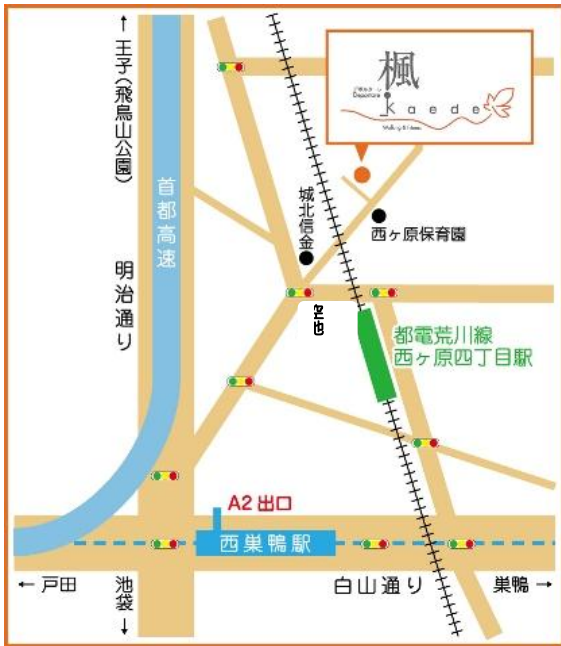 王子(飛鳥山公園)
首都高速
明治通り
楓
Departure
Kaede
城北信金
西ヶ原保育園
都電荒川線
西ヶ原四丁目駅
A2 出口
西巣鴨駅
← 戸田
池袋
白山通り
巣鴨 →